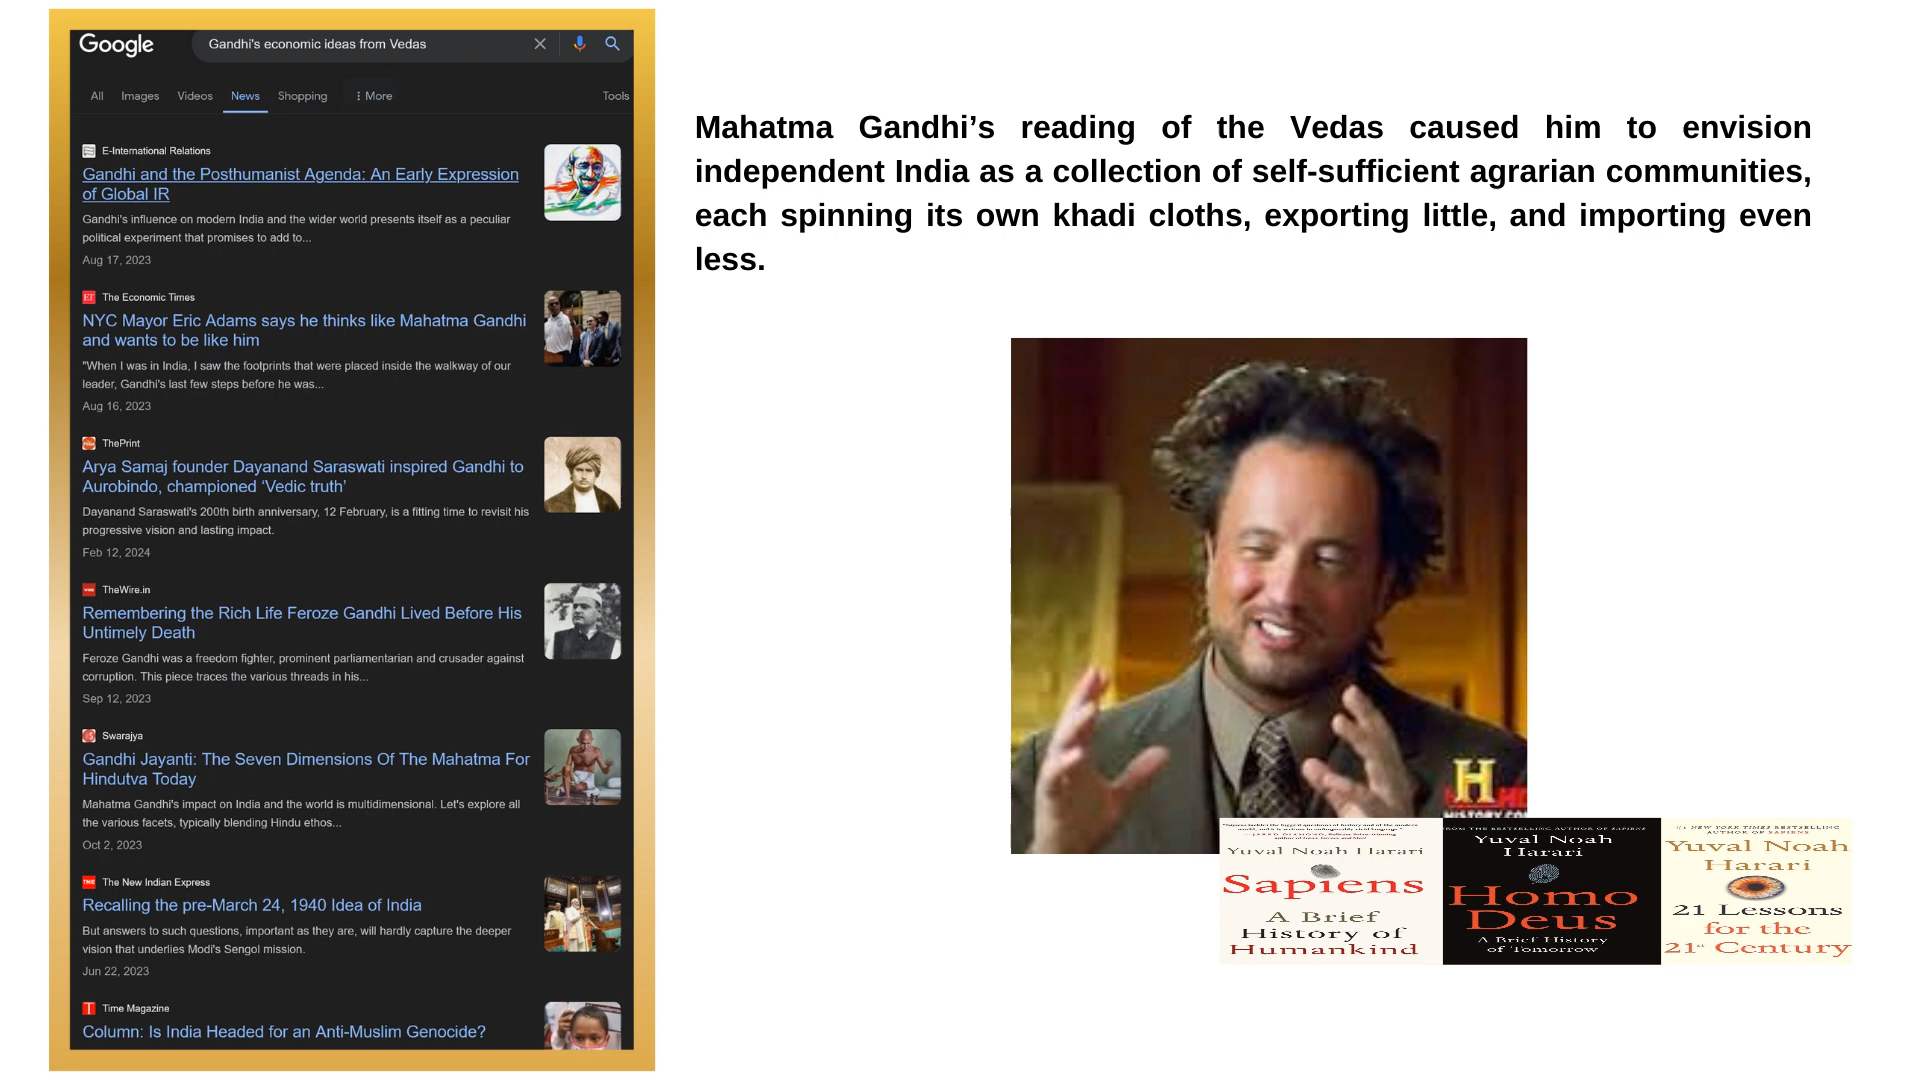 Google
Gandhi's economic ideas from Vedas
All Images Videos News Shopping More Tools
E-International Relations
Gandhi and the Posthumanist Agenda: An Early Expression
of Global IR
Gandhi's influence on modern India and the wider world presents itself as a peculiar
political experiment that promises to add to...
Aug 17, 2023
ET The Economic Times
NYC Mayor Eric Adams says he thinks like Mahatma Gandhi
and wants to be like him
"When I was in India, I saw the footprints that were placed inside the walkway of our
leader, Gandhi's last few steps before he was...
Aug 16, 2023
ThePrint
Arya Samaj founder Dayanand Saraswati inspired Gandhi to
Aurobindo, championed ‘Vedic truth’
Dayanand Saraswati's 200th birth anniversary, 12 February, is a fitting time to revisit his
progressive vision and lasting impact.
Feb 12, 2024
TheWire.in
Remembering the Rich Life Feroze Gandhi Lived Before His
Untimely Death
Feroze Gandhi was a freedom fighter, prominent parliamentarian and crusader against
corruption. This piece traces the various threads in his...
Sep 12, 2023
Swarajya
Gandhi Jayanti: The Seven Dimensions Of The Mahatma For
Hindutva Today
Mahatma Gandhi's impact on India and the world is multidimensional. Let's explore all
the various facets, typically blending Hindu ethos...
Oct 2, 2023
The New Indian Express
Recalling the pre-March 24, 1940 Idea of India
But answers to such questions, important as they are, will hardly capture the deeper
vision that underlies Modi's Sengol mission.
Jun 22, 2023
T Time Magazine
Column: Is India Headed for an Anti-Muslim Genocide?
Mahatma Gandhi’s reading of the Vedas caused him to envision
independent India as a collection of self-sufficient agrarian communities,
each spinning its own khadi cloths, exporting little, and importing even
less.
H
Yuval Noah Harari
Sapiens
A Brief
History of
Humankind
FROM THE BESTSELLING AUTHOR OF SAPIENS
Yuval Noah
Harari
Homo
Deus
A Brief History
of Tomorrow
#1 NEW YORK TIMES BESTSELLING
AUTHOR OF SAPIENS
Yuval Noah
Harari
21 Lessons
for the
21st Century